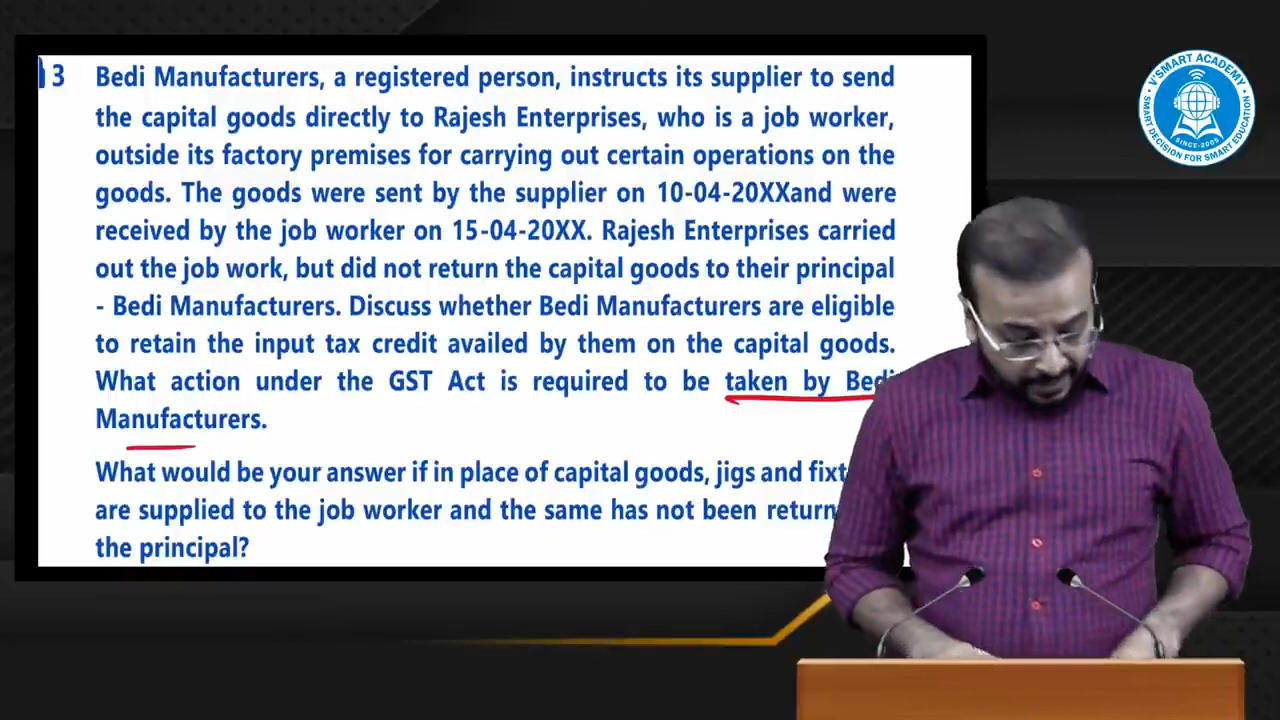 3 Bedi Manufacturers, a registered person, instructs its supplier to send
the capital goods directly to Rajesh Enterprises, who is a job worker,
outside its factory premises for carrying out certain operations on the
goods. The goods were sent by the supplier on 10-04-20XXand were
received by the job worker on 15-04-20XX. Rajesh Enterprises carried
out the job work, but did not return the capital goods to their principal
- Bedi Manufacturers. Discuss whether Bedi Manufacturers are eligible
to retain the input tax credit availed by them on the capital goods.
What action under the GST Act is required to be taken by Bedi
Manufacturers.
What would be your answer if in place of capital goods, jigs and
are supplied to the job worker and the same has not been
the principal?
V'SMART ACADEMY
SINCE-2005
SMART DECISION FOR SMART EDUCATION